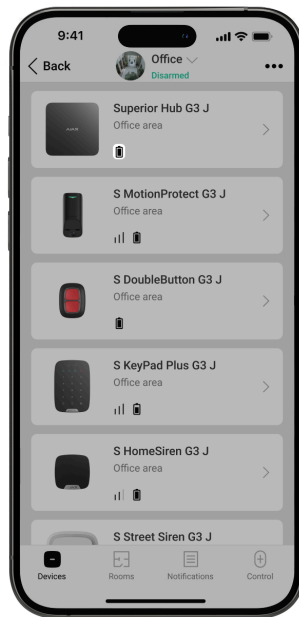 9:41
Back
Office
Disarmed
Superior Hub G3 J
Office area
AJAX
S MotionProtect G3 J
Office area
S DoubleButton G3 J
Office area
S KeyPad Plus G3 J
Office area
S HomeSiren G3 J
Office area
S Street Siren G3 J
Devices
Rooms
Notifications
Control